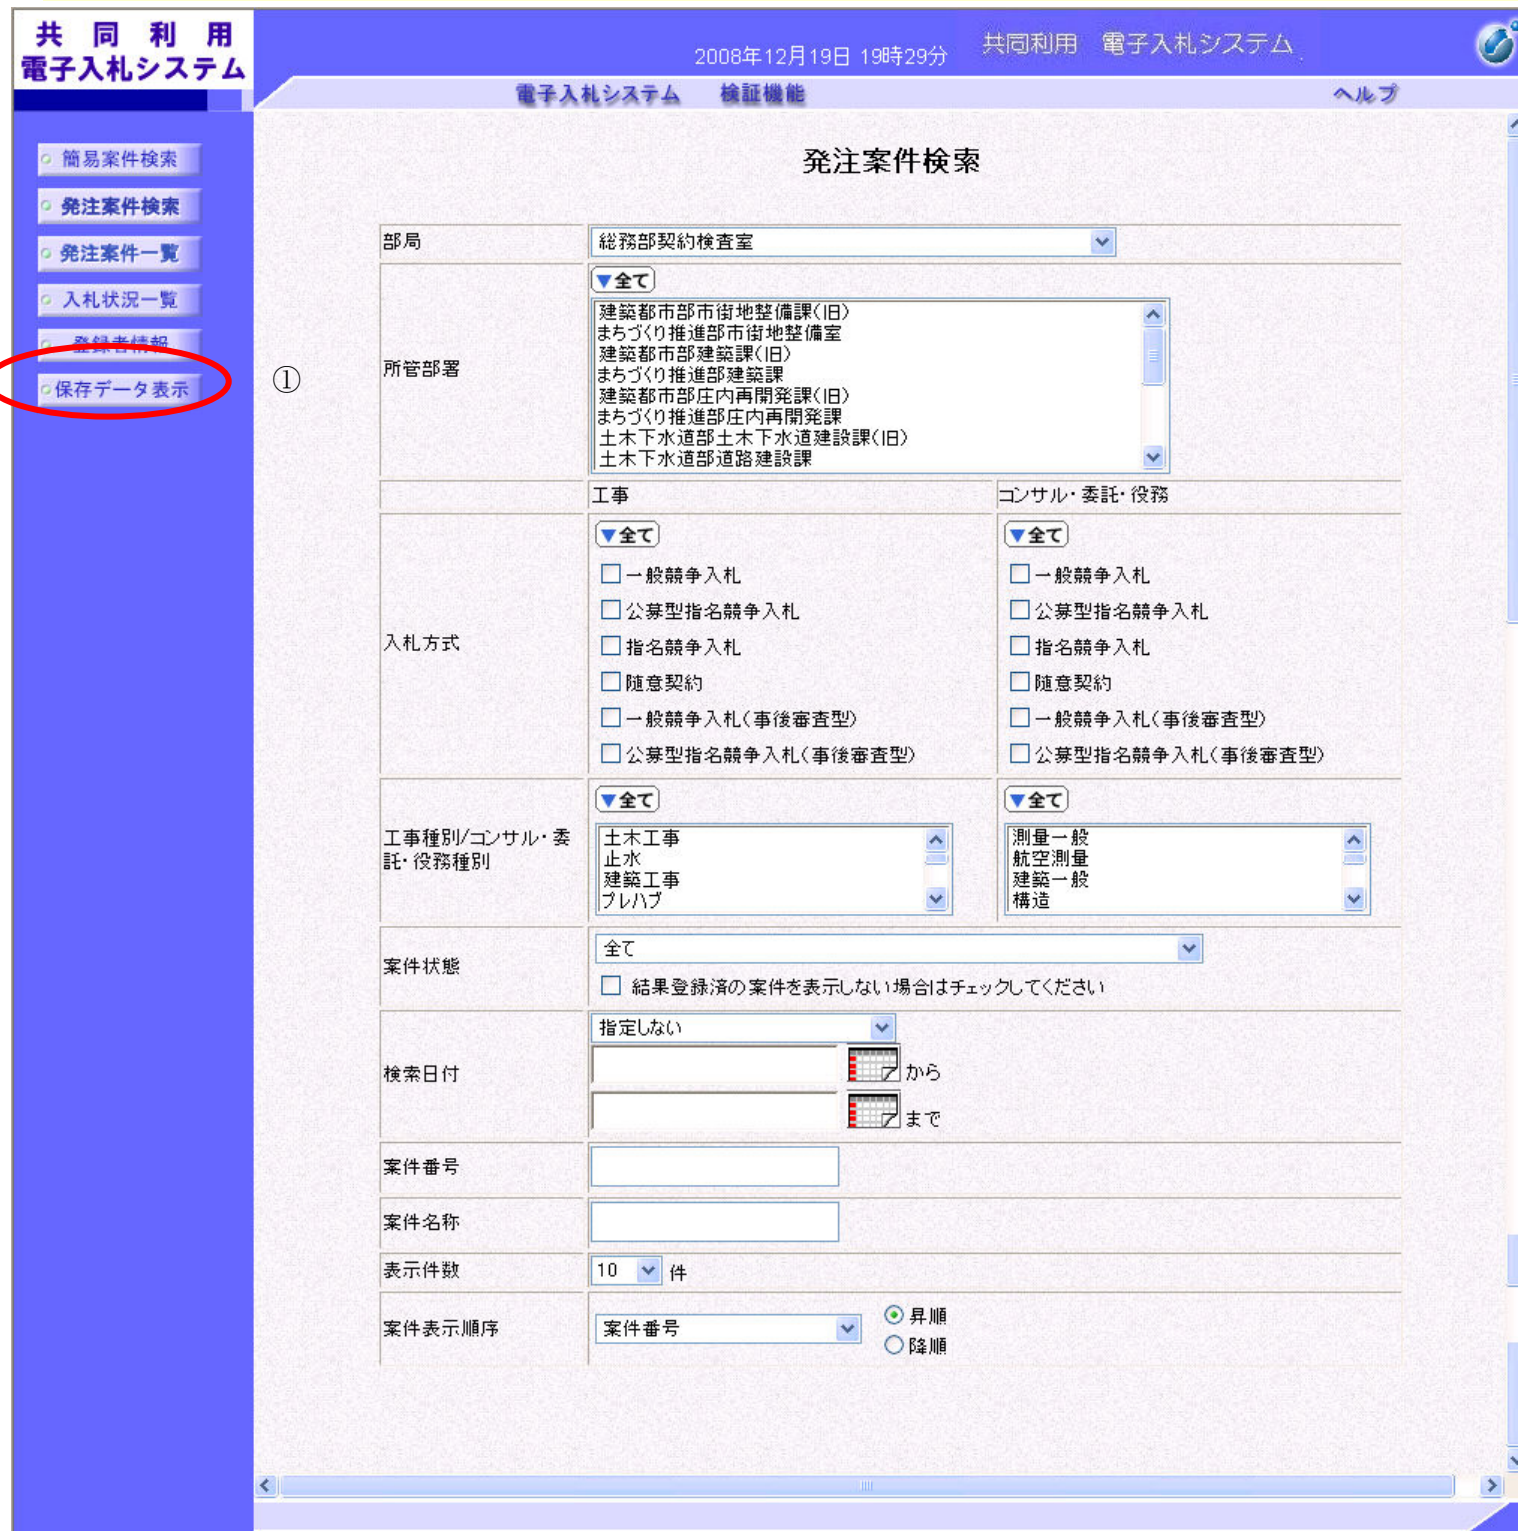 共同利用
電子入札システム
2008年12月19日 19時29分
共同利用 電子入札システム
電子入札システム 検証機能 ヘルプ
簡易案件検索
発注案件検索
発注案件一覧
入札状況一覧
登録者情報
保存データ表示
①
発注案件検索
部局 総務部契約検査室
所管部署
▼全て
建築都市部市街地整備課(旧)
まちづくり推進部市街地整備室
建築都市部建築課(旧)
まちづくり推進部建築課
建築都市部庄内再開発課(旧)
まちづくり推進部庄内再開発課
土木下水道部土木下水道建設課(旧)
土木下水道部道路建設課
工事 コンサル・委託・役務
入札方式
▼全て ▼全て
一般競争入札 一般競争入札
公募型指名競争入札 公募型指名競争入札
指名競争入札 指名競争入札
随意契約 随意契約
一般競争入札(事後審査型) 一般競争入札(事後審査型)
公募型指名競争入札(事後審査型) 公募型指名競争入札(事後審査型)
工事種別/コンサル・委
託・役務種別
▼全て ▼全て
土木工事 測量一般
止水 航空測量
建築工事 建築一般
プレハブ 構造
案件状態 全て
結果登録済の案件を表示しない場合はチェックしてください
検索日付 指定しない
から
まで
案件番号
案件名称
表示件数 10 件
案件表示順序 案件番号 昇順
降順